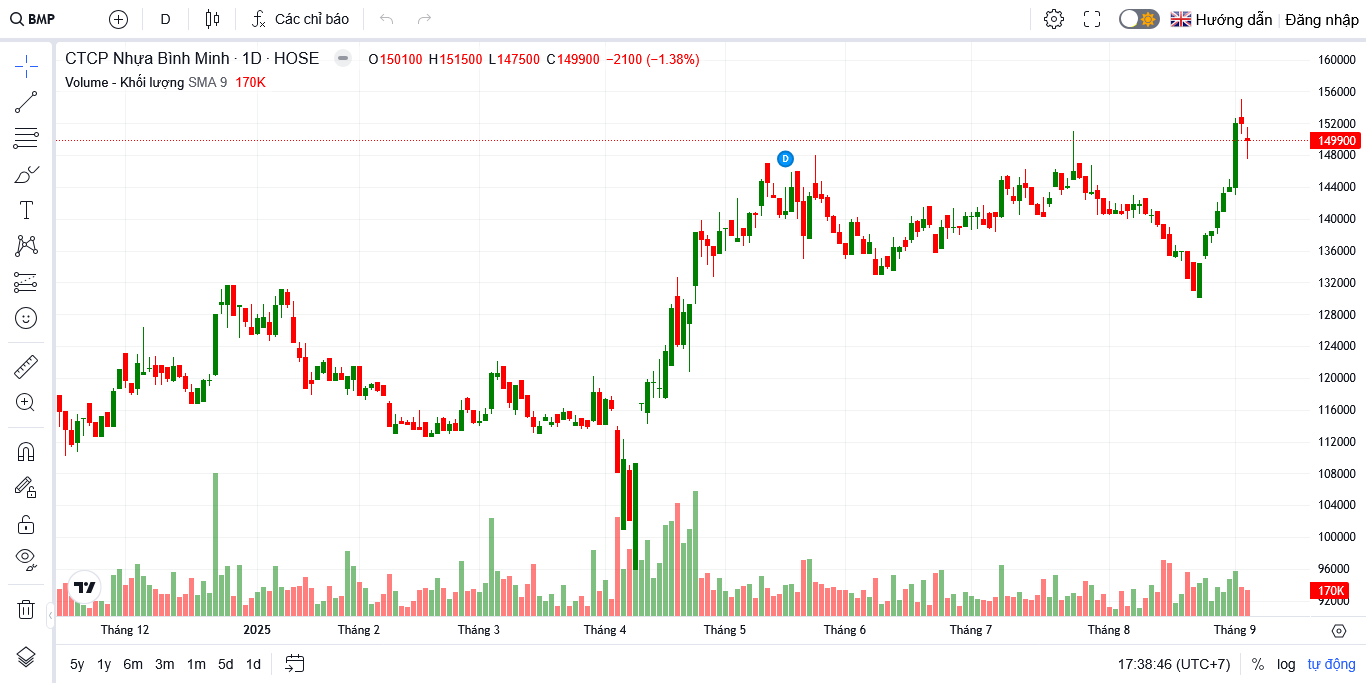 BMP D Các chỉ báo Hướng dẫn Đăng nhập
CTCP Nhựa Bình Minh · 1D · HOSE O150100 H151500 L147500 C149900 −2100 (−1.38%)
Volume - Khối lượng SMA 9 170K
160000
156000
152000
149900
148000
144000
140000
136000
132000
128000
124000
120000
116000
112000
108000
104000
100000
96000
170K
92000
D
Tháng 12 2025 Tháng 2 Tháng 3 Tháng 4 Tháng 5 Tháng 6 Tháng 7 Tháng 8 Tháng 9
5y 1y 6m 3m 1m 5d 1d 17:38:46 (UTC+7) % log tự động